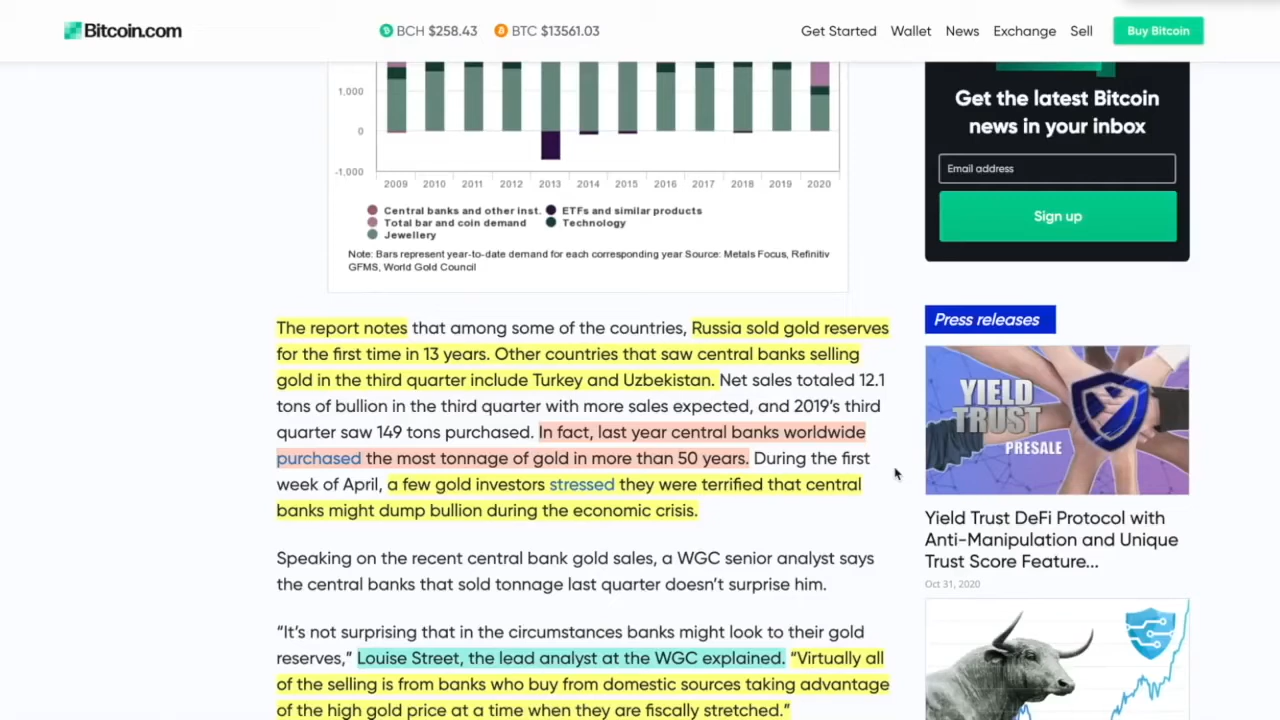 Bitcoin.com
BCH $258.43
BTC $13561.03
Get Started
Wallet
News
Exchange
Sell
Buy Bitcoin
1,000
0
-1,000
2009 2010 2011 2012 2013 2014 2015 2016 2017 2018 2019 2020
Central banks and other inst.
ETFs and similar products
Total bar and coin demand
Technology
Jewellery
Note: Bars represent year-to-date demand for each corresponding year Source: Metals Focus, Refinitiv
GFMS, World Gold Council
The report notes that among some of the countries, Russia sold gold reserves
for the first time in 13 years. Other countries that saw central banks selling
gold in the third quarter include Turkey and Uzbekistan. Net sales totaled 12.1
tons of bullion in the third quarter with more sales expected, and 2019's third
quarter saw 149 tons purchased. In fact, last year central banks worldwide
purchased the most tonnage of gold in more than 50 years. During the first
week of April, a few gold investors stressed they were terrified that central
banks might dump bullion during the economic crisis.
Speaking on the recent central bank gold sales, a WGC senior analyst says
the central banks that sold tonnage last quarter doesn't surprise him.
“It's not surprising that in the circumstances banks might look to their gold
reserves,” Louise Street, the lead analyst at the WGC explained. “Virtually all
of the selling is from banks who buy from domestic sources taking advantage
of the high gold price at a time when they are fiscally stretched.”
Get the latest Bitcoin
news in your inbox
Email address
Sign up
Press releases
YIELD
TRUST
PRESALE
Yield Trust DeFi Protocol with
Anti-Manipulation and Unique
Trust Score Feature...
Oct 31, 2020